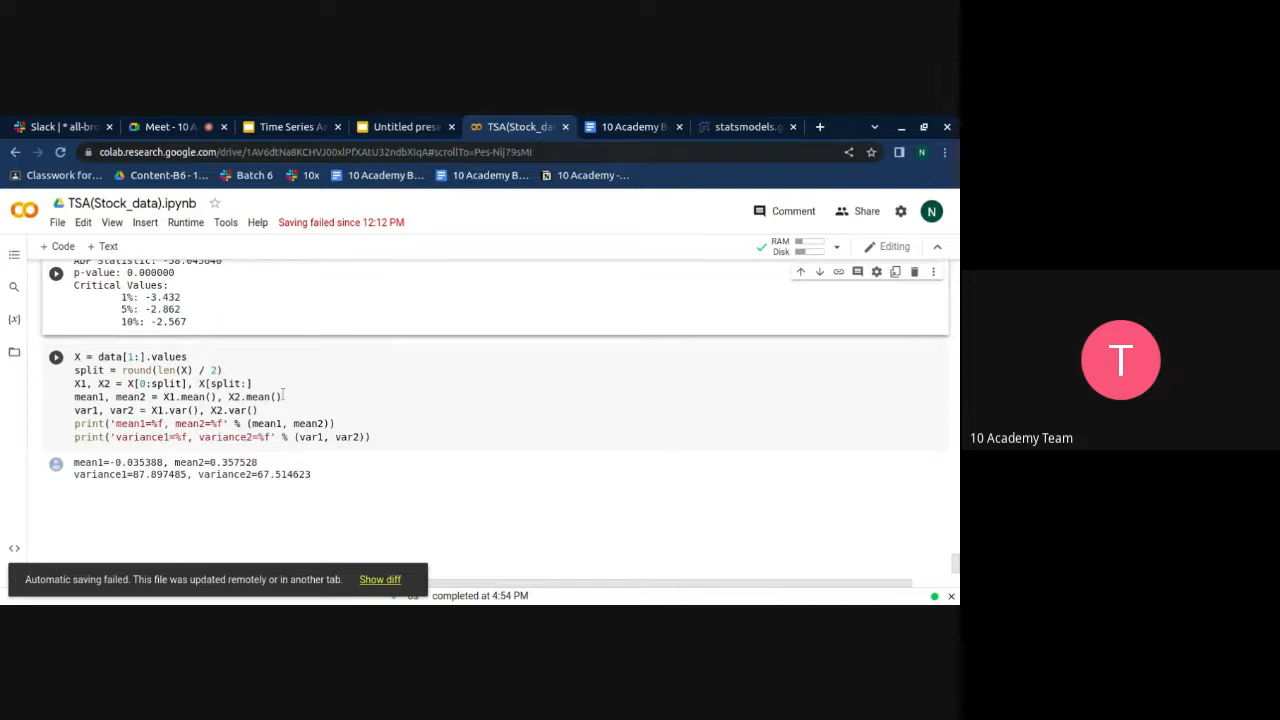 Slack | * all-bro
Meet - 10 A
Time Series An
Untitled prese
TSA(Stock_dat
10 Academy B
statsmodels.g
colab.research.google.com/drive/1AV6dtNa8KCHVJ00xlPfXAtU32ndbXIqA#scrollTo=Pes-Nlj79sMI
N
Classwork for...
Content-B6 - 1...
Batch 6
10x
10 Academy B...
10 Academy B...
10 Academy -...
TSA(Stock_data).ipynb
File Edit View Insert Runtime Tools Help Saving failed since 12:12 PM
Comment
Share
N
+ Code + Text
RAM
Disk
Editing
ADF Statistic: -38.045646
p-value: 0.000000
Critical Values:
1%: -3.432
5%: -2.862
10%: -2.567
X = data[1:].values
split = round(len(X) / 2)
X1, X2 = X[0:split], X[split:]
mean1, mean2 = X1.mean(), X2.mean()
var1, var2 = X1.var(), X2.var()
print('mean1=%f, mean2=%f' % (mean1, mean2))
print('variance1=%f, variance2=%f' % (var1, var2))
mean1=-0.035388, mean2=0.357528
variance1=87.897485, variance2=67.514623
Automatic saving failed. This file was updated remotely or in another tab. Show diff
completed at 4:54 PM
T
10 Academy Team